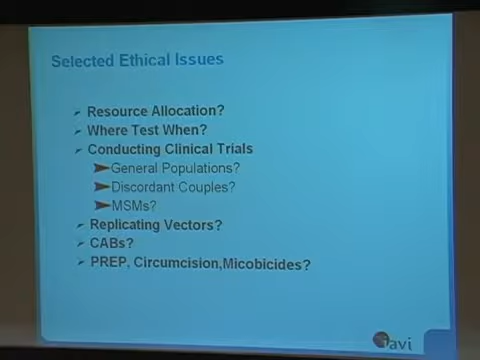 Selected Ethical Issues
Resource Allocation?
Where Test When?
Conducting Clinical Trials
General Populations?
Discordant Couples?
MSMs?
Replicating Vectors?
CABs?
PREP, Circumcision,Micobicides?
iavi